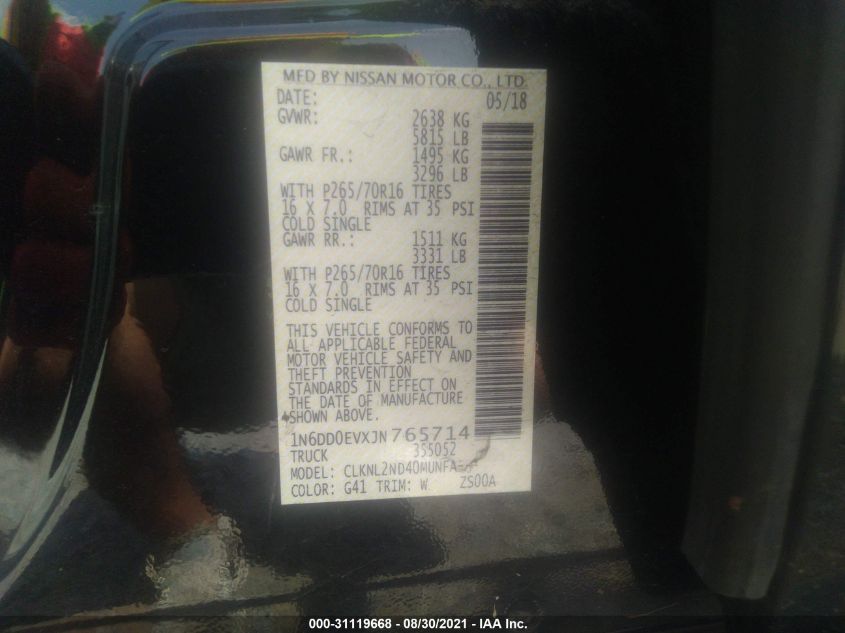 MFD BY NISSAN MOTOR CO., LTD.
DATE: 05/18
GVWR: 2638 KG
5815 LB
GAWR FR.: 1495 KG
3296 LB
WITH P265/70R16 TIRES
16 X 7.0 RIMS AT 35 PSI
COLD SINGLE
GAWR RR.: 1511 KG
3331 LB
WITH P265/70R16 TIRES
16 X 7.0 RIMS AT 35 PSI
COLD SINGLE
THIS VEHICLE CONFORMS TO
ALL APPLICABLE FEDERAL
MOTOR VEHICLE SAFETY AND
THEFT PREVENTION
STANDARDS IN EFFECT ON
THE DATE OF MANUFACTURE
SHOWN ABOVE.
1N6DD0EVXJN765714
TRUCK 355052
MODEL: CLKNL2ND40MUNFA
COLOR: G41 TRIM: W ZS00A
000-31119668 - 08/30/2021 - IAA Inc.